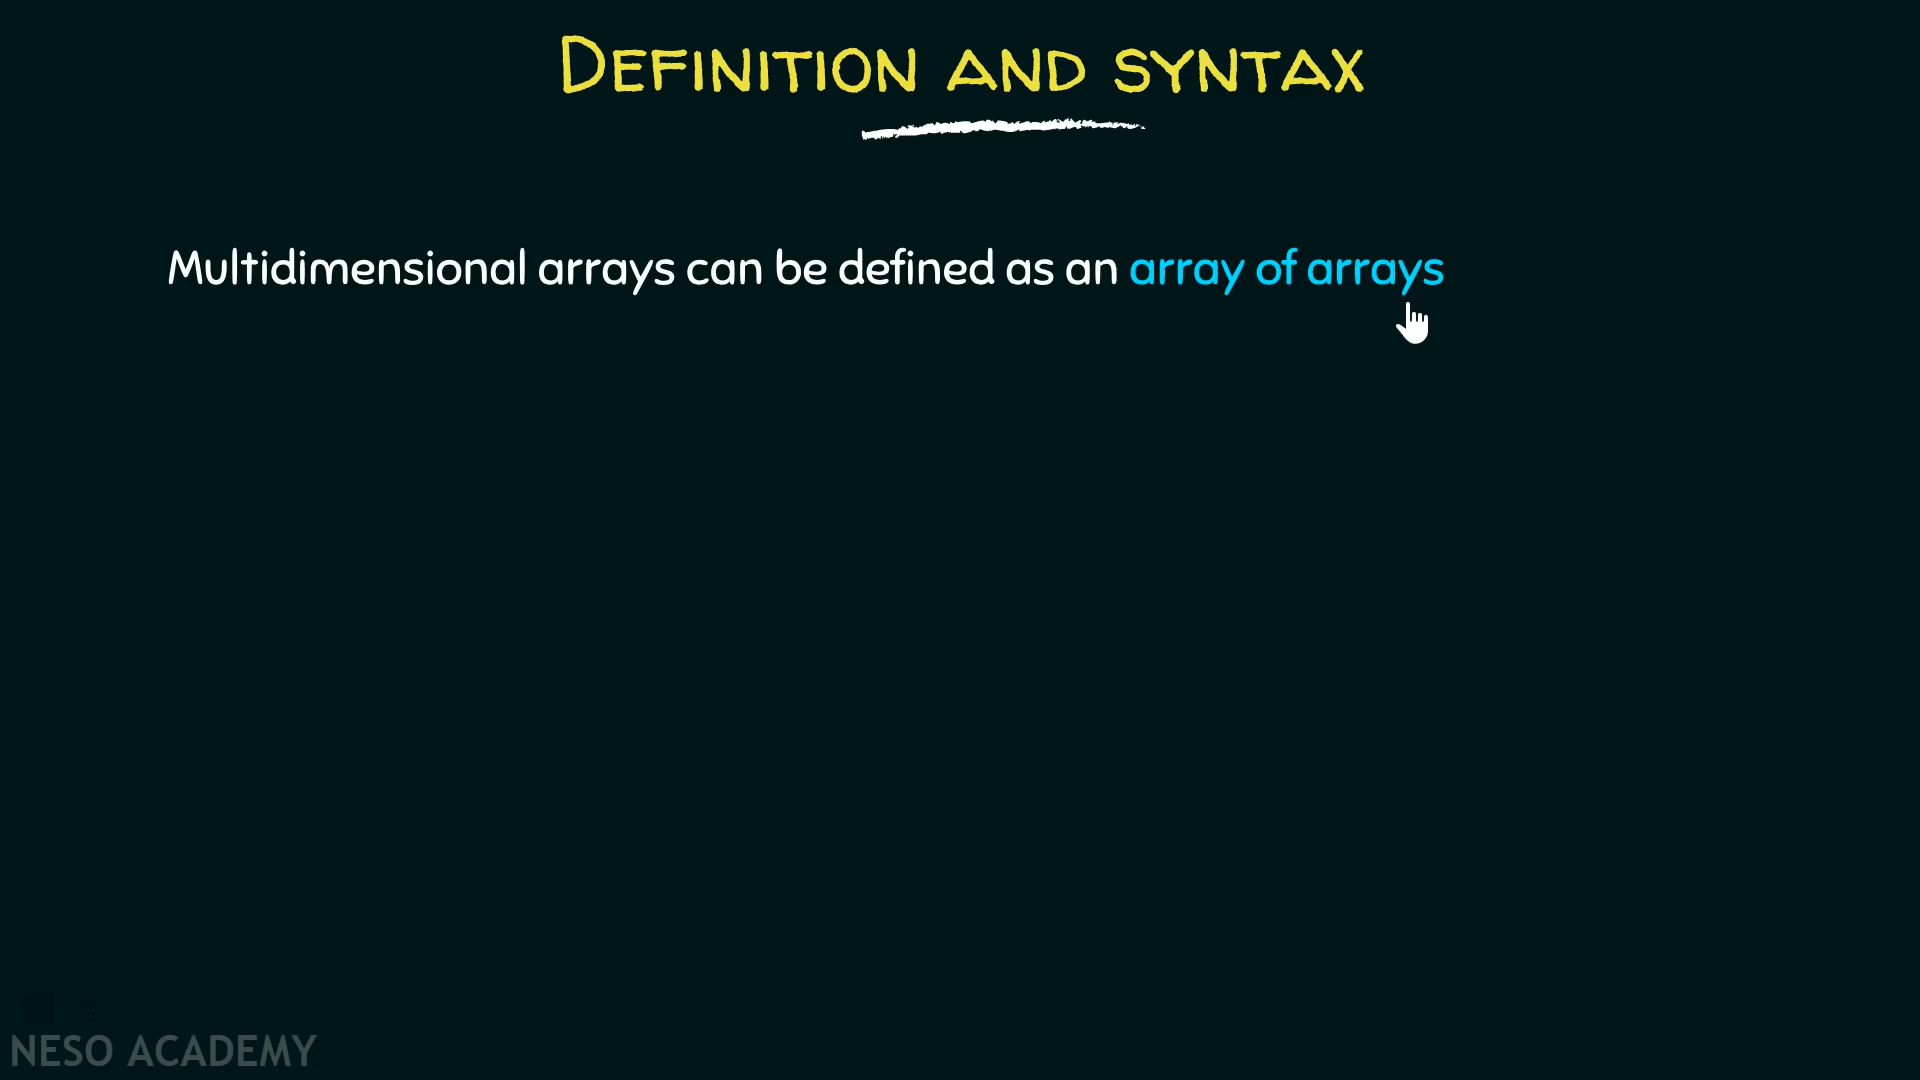 Definition and syntax
Multidimensional arrays can be defined as an array of arrays
NESO ACADEMY